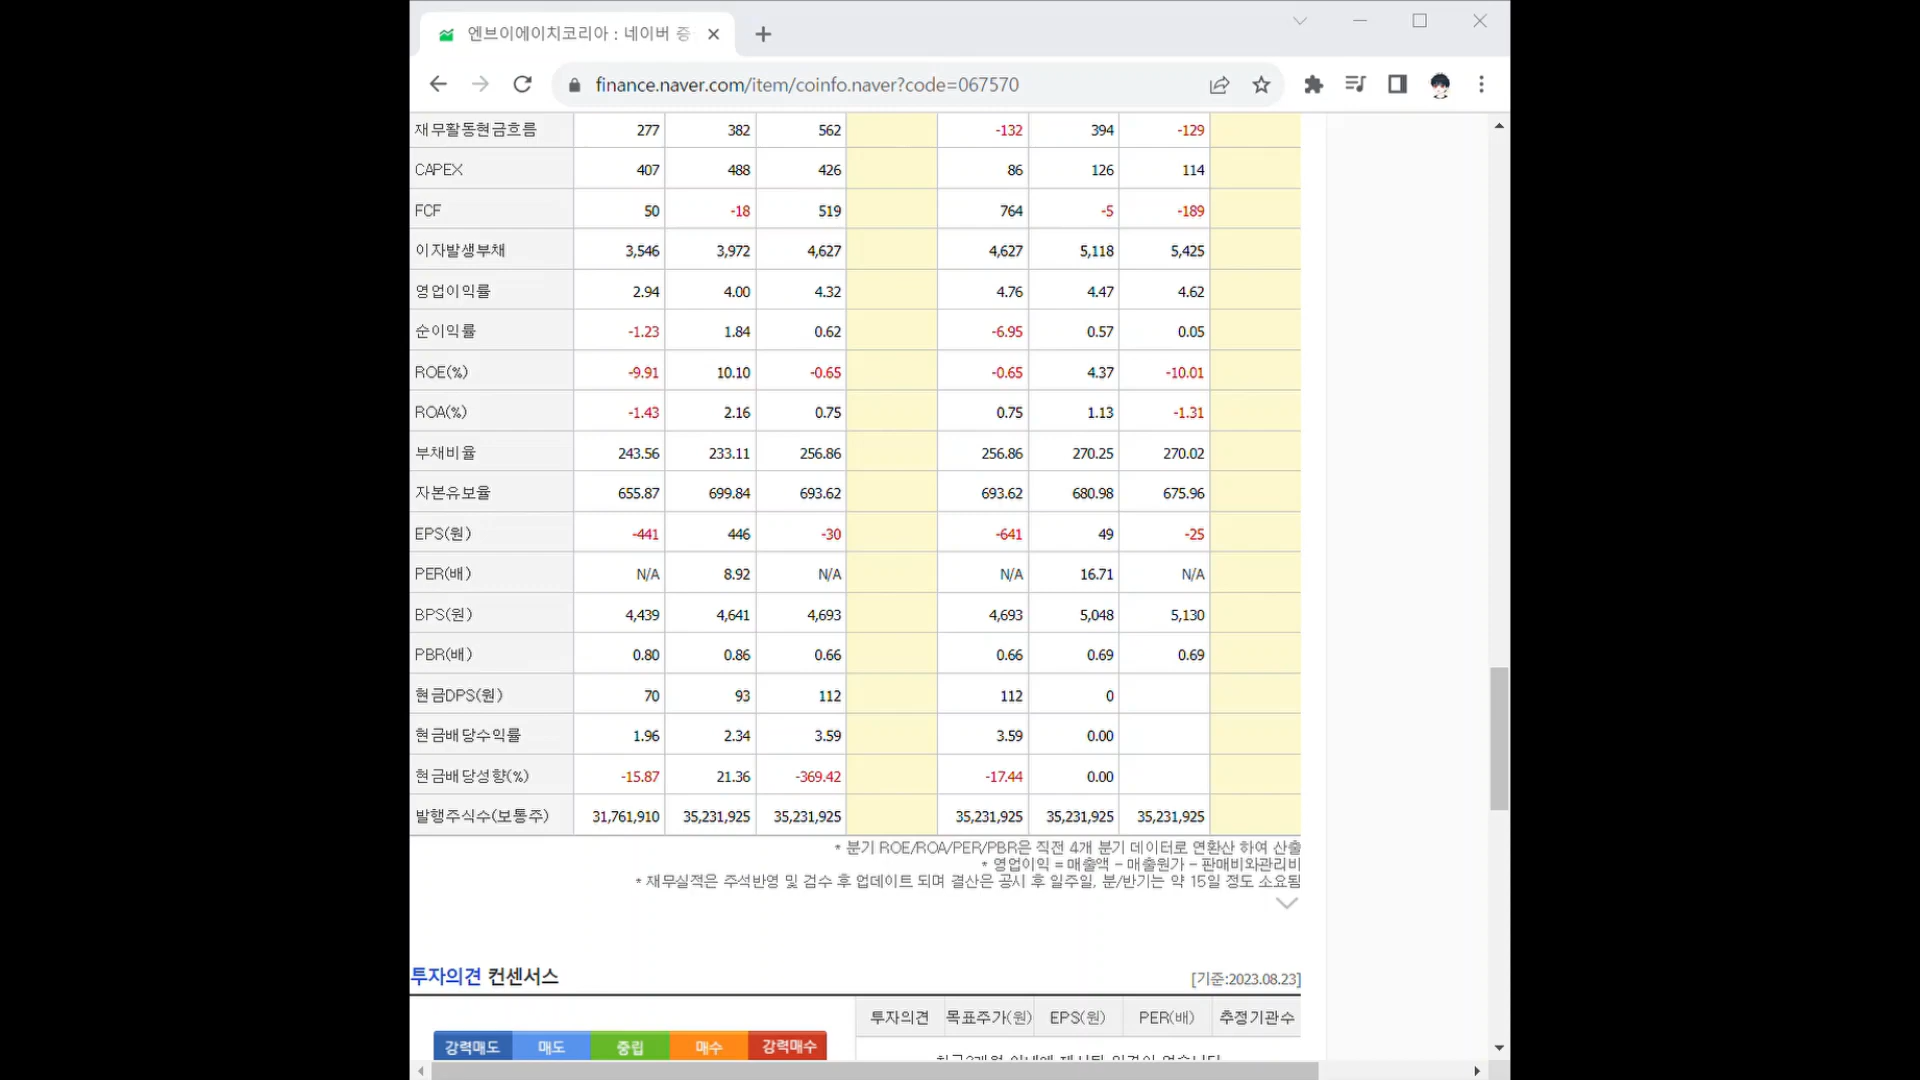 엔브이에이치코리아 : 네이버 증
finance.naver.com/item/coinfo.naver?code=067570
재무활동현금흐름 277 382 562 -132 394 -129
CAPEX 407 488 426 86 126 114
FCF 50 -18 519 764 -5 -189
이자발생부채 3,546 3,972 4,627 4,627 5,118 5,425
영업이익률 2.94 4.00 4.32 4.76 4.47 4.62
순이익률 -1.23 1.84 0.62 -6.95 0.57 0.05
ROE(%) -9.91 10.10 -0.65 -0.65 4.37 -10.01
ROA(%) -1.43 2.16 0.75 0.75 1.13 -1.31
부채비율 243.56 233.11 256.86 256.86 270.25 270.02
자본유보율 655.87 699.84 693.62 693.62 680.98 675.96
EPS(원) -441 446 -30 -641 49 -25
PER(배) N/A 8.92 N/A N/A 16.71 N/A
BPS(원) 4,439 4,641 4,693 4,693 5,048 5,130
PBR(배) 0.80 0.86 0.66 0.66 0.69 0.69
현금DPS(원) 70 93 112 112 0
현금배당수익률 1.96 2.34 3.59 3.59 0.00
현금배당성향(%) -15.87 21.36 -369.42 -17.44 0.00
발행주식수(보통주) 31,761,910 35,231,925 35,231,925 35,231,925 35,231,925 35,231,925
* 분기 ROE/ROA/PER/PBR은 직전 4개 분기 데이터로 연환산 하여 산출
* 영업이익 = 매출액 - 매출원가 - 판매비와관리비
* 재무실적은 주석반영 및 검수 후 업데이트 되며 결산은 공시 후 일주일, 분/반기는 약 15일 정도 소요됨
투자의견 컨센서스 [기준:2023.08.23]
투자의견 목표주가(원) EPS(원) PER(배) 추정기관수
강력매도 매도 중립 매수 강력매수